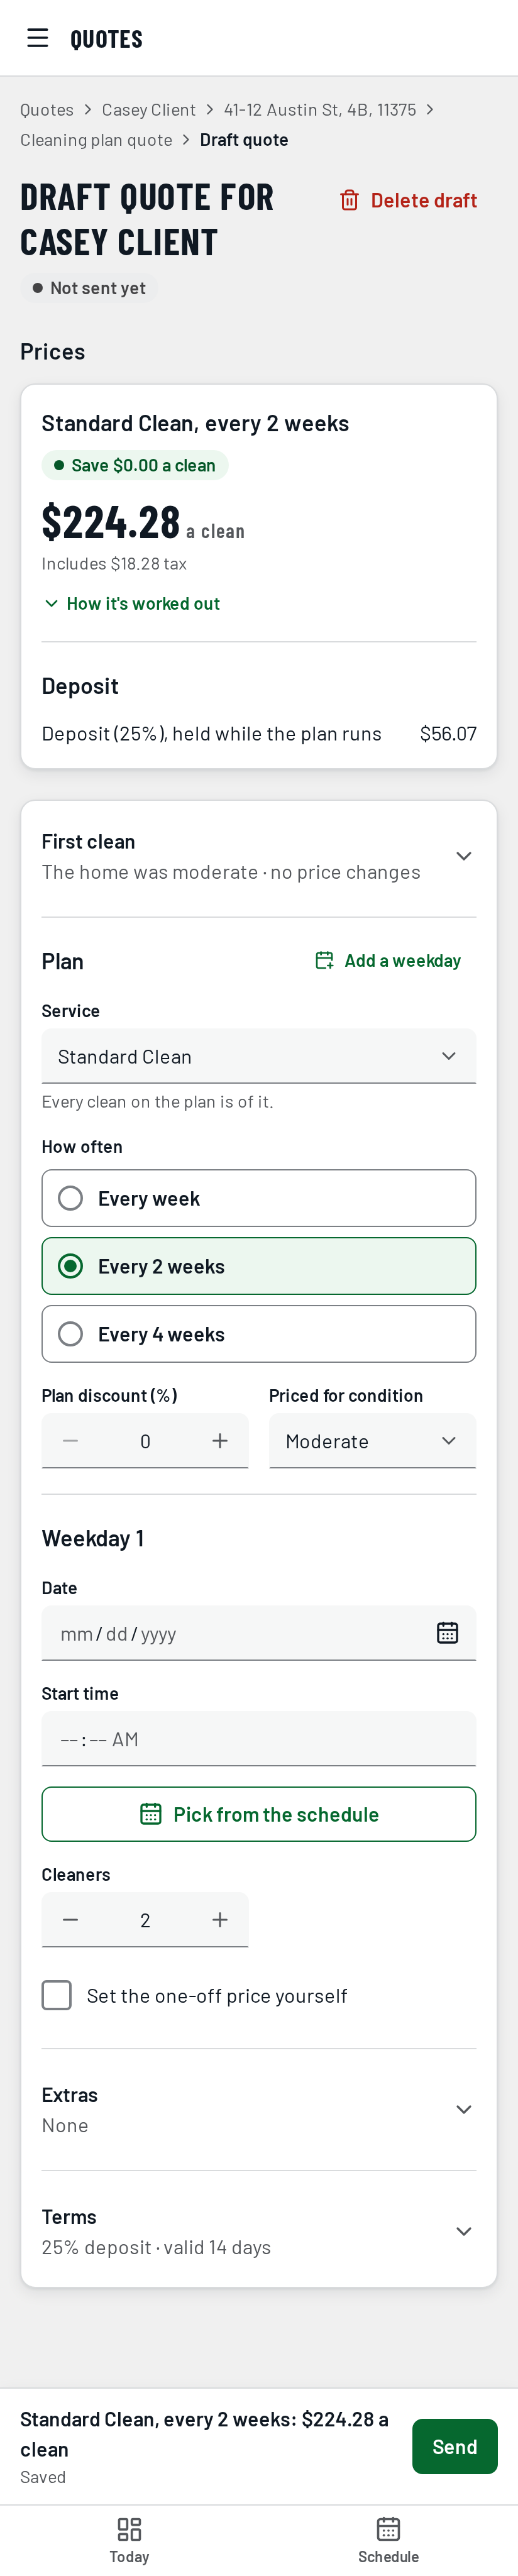 QUOTES
Quotes > Casey Client > 41-12 Austin St, 4B, 11375 >
Cleaning plan quote > Draft quote
DRAFT QUOTE FOR
CASEY CLIENT
Delete draft
Not sent yet
Prices
Standard Clean, every 2 weeks
Save $0.00 a clean
$224.28 a clean
Includes $18.28 tax
How it's worked out
Deposit
Deposit (25%), held while the plan runs $56.07
First clean
The home was moderate · no price changes
Plan
Add a weekday
Service
Standard Clean
Every clean on the plan is of it.
How often
Every week
Every 2 weeks
Every 4 weeks
Plan discount (%) Priced for condition
0 Moderate
Weekday 1
Date
mm/dd/yyyy
Start time
--:-- AM
Pick from the schedule
Cleaners
2
Set the one-off price yourself
Extras
None
Terms
25% deposit · valid 14 days
Standard Clean, every 2 weeks: $224.28 a
clean
Saved
Send
Today Schedule